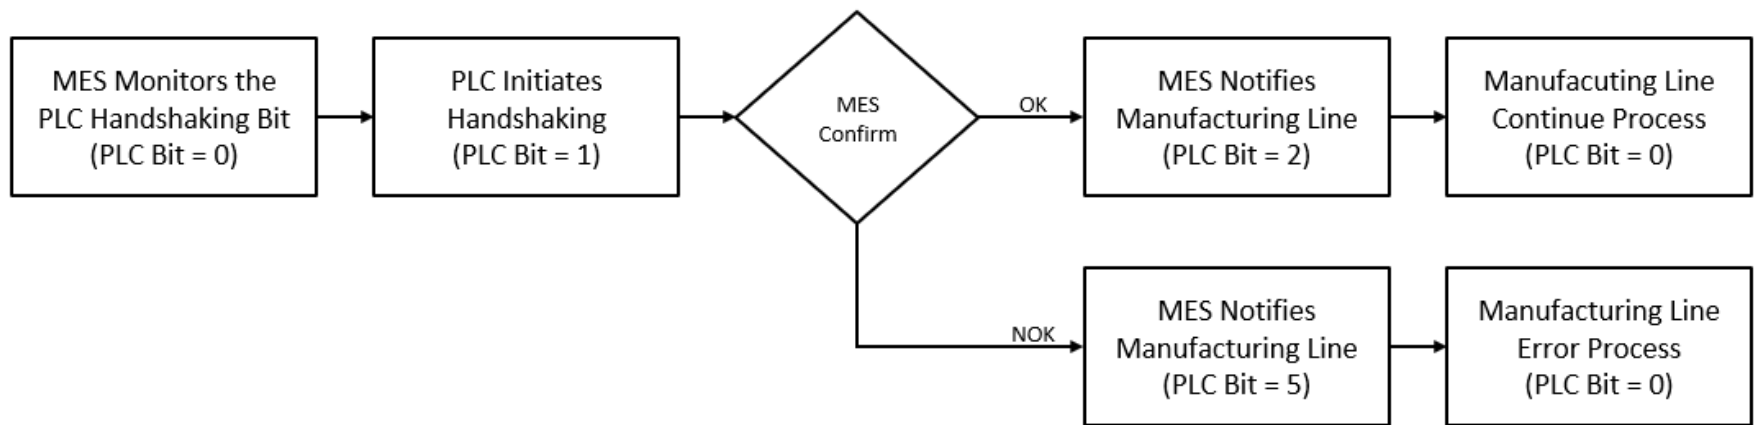 MES Monitors the
PLC Handshaking Bit
(PLC Bit = 0)
PLC Initiates
Handshaking
(PLC Bit = 1)
MES
Confirm
OK
MES Notifies
Manufacturing Line
(PLC Bit = 2)
Manufacuting Line
Continue Process
(PLC Bit = 0)
NOK
MES Notifies
Manufacturing Line
(PLC Bit = 5)
Manufacturing Line
Error Process
(PLC Bit = 0)